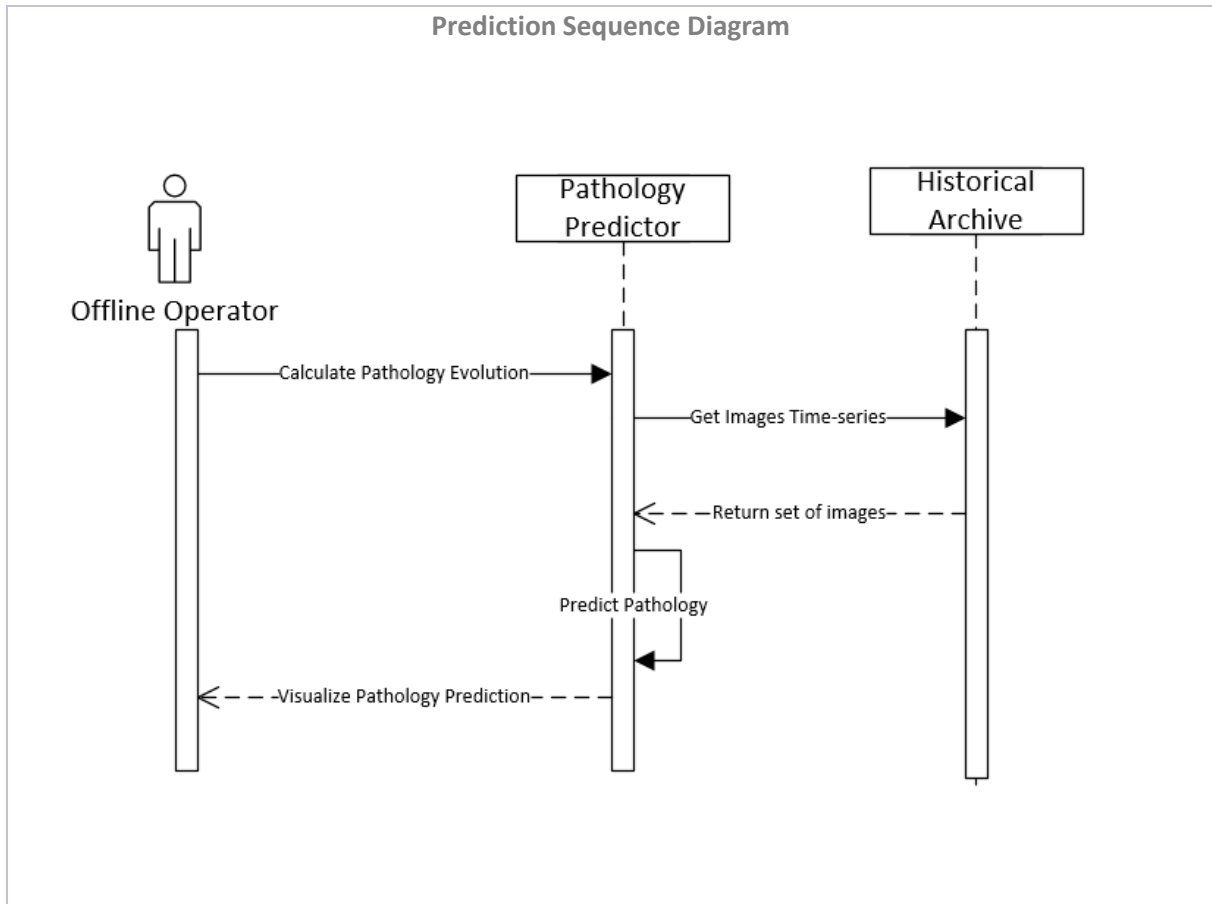 Prediction Sequence Diagram
Pathology
Predictor
Historical
Archive
Offline Operator
Calculate Pathology Evolution
Get Images Time-series
Return set of images
Predict Pathology
Visualize Pathology Prediction